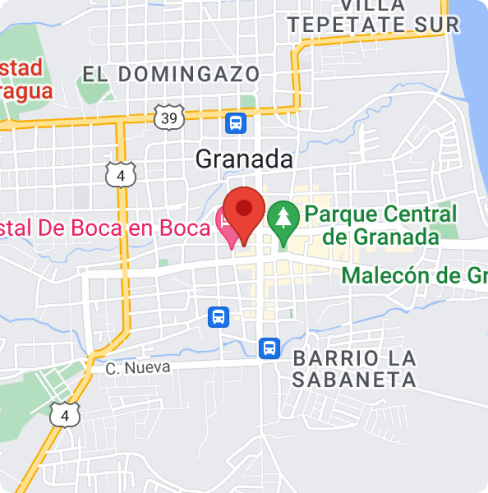 VILLA
TEPETATE SUR
stad
ragua
EL DOMINGAZO
39
Granada
4
stal De Boca en Boca
Parque Central
de Granada
Malecón de Gr
BARRIO LA
SABANETA
C. Nueva
4